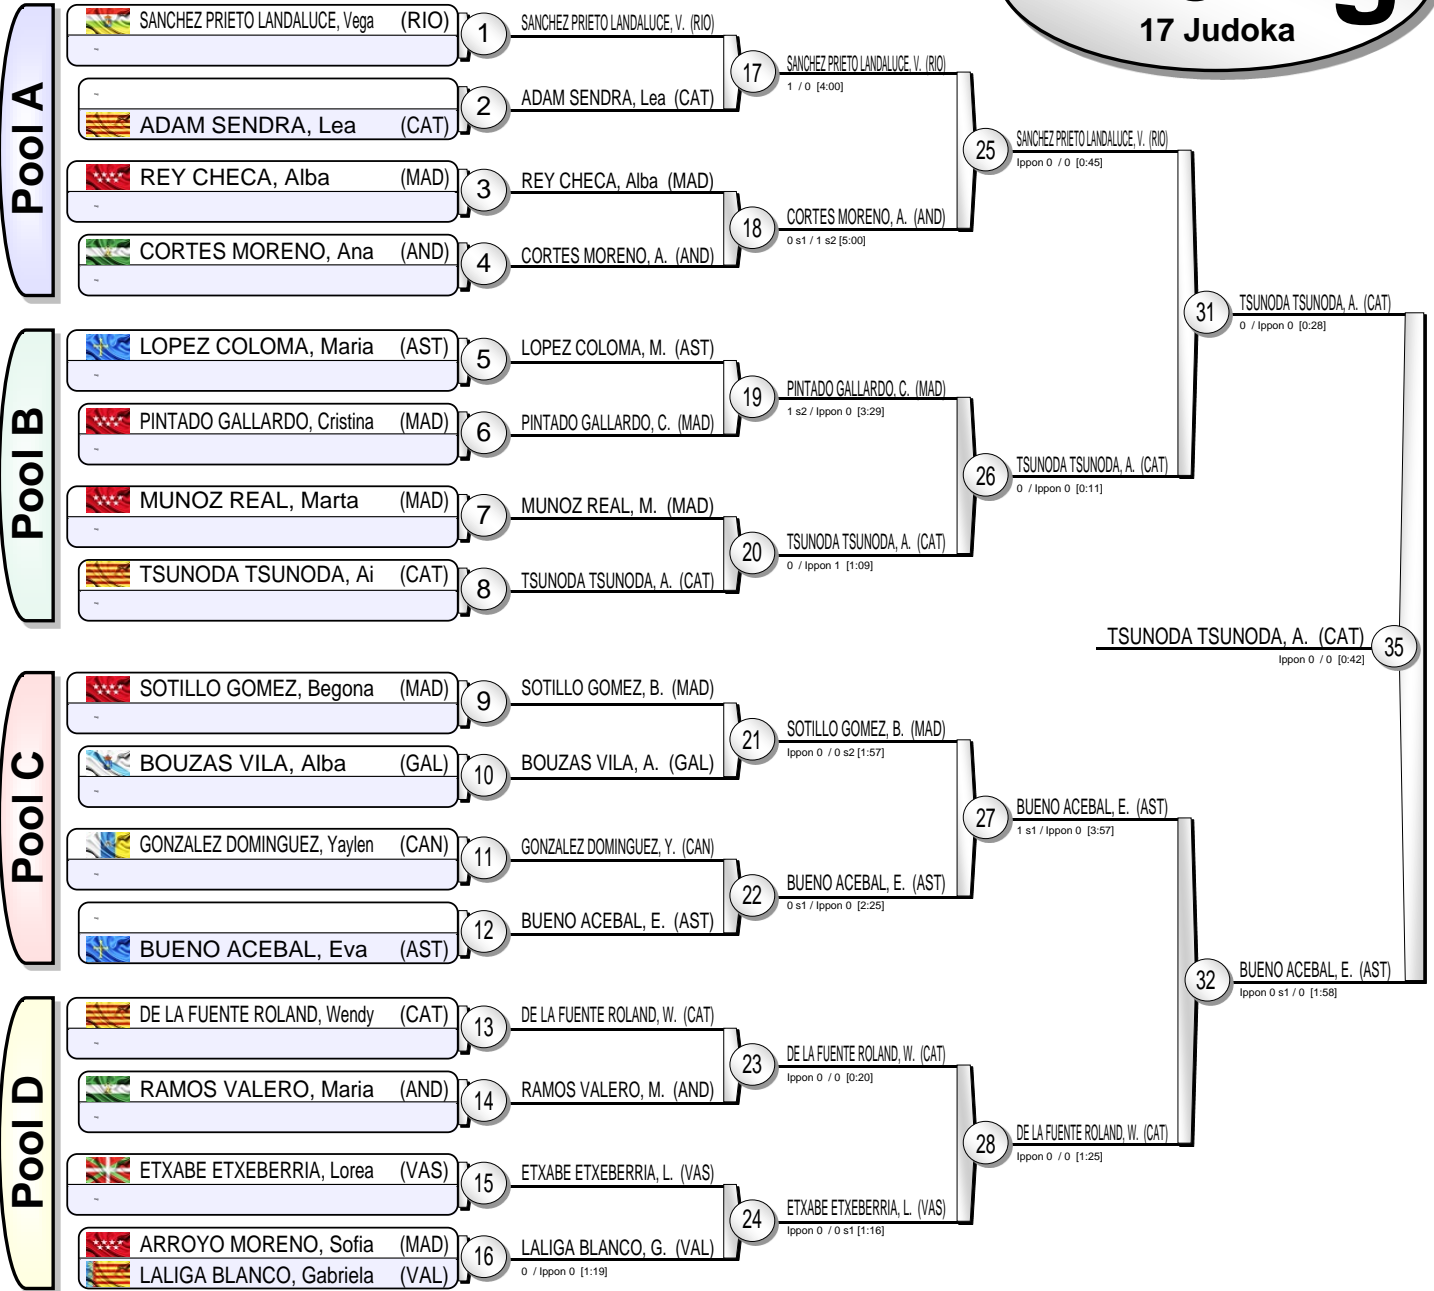 17 Judoka
Pool A
SANCHEZ PRIETO LANDALUCE, Vega (RIO)
~
1
~
ADAM SENDRA, Lea (CAT)
2
REY CHECA, Alba (MAD)
~
3
CORTES MORENO, Ana (AND)
~
4
Pool B
LOPEZ COLOMA, Maria (AST)
~
5
PINTADO GALLARDO, Cristina (MAD)
~
6
MUNOZ REAL, Marta (MAD)
~
7
TSUNODA TSUNODA, Ai (CAT)
~
8
Pool C
SOTILLO GOMEZ, Begona (MAD)
~
9
BOUZAS VILA, Alba (GAL)
~
10
GONZALEZ DOMINGUEZ, Yaylen (CAN)
~
11
~
BUENO ACEBAL, Eva (AST)
12
Pool D
DE LA FUENTE ROLAND, Wendy (CAT)
~
13
RAMOS VALERO, Maria (AND)
~
14
ETXABE ETXEBERRIA, Lorea (VAS)
~
15
ARROYO MORENO, Sofia (MAD)
LALIGA BLANCO, Gabriela (VAL)
16
SANCHEZ PRIETO LANDALUCE, V. (RIO)
17
ADAM SENDRA, Lea (CAT)
REY CHECA, Alba (MAD)
18
CORTES MORENO, A. (AND)
LOPEZ COLOMA, M. (AST)
19
PINTADO GALLARDO, C. (MAD)
MUNOZ REAL, M. (MAD)
20
TSUNODA TSUNODA, A. (CAT)
SOTILLO GOMEZ, B. (MAD)
21
BOUZAS VILA, A. (GAL)
GONZALEZ DOMINGUEZ, Y. (CAN)
22
BUENO ACEBAL, E. (AST)
DE LA FUENTE ROLAND, W. (CAT)
23
RAMOS VALERO, M. (AND)
ETXABE ETXEBERRIA, L. (VAS)
24
LALIGA BLANCO, G. (VAL)
0 / Ippon 0 [1:19]
SANCHEZ PRIETO LANDALUCE, V. (RIO)
1 / 0 [4:00]
25
CORTES MORENO, A. (AND)
0 s1 / 1 s2 [5:00]
PINTADO GALLARDO, C. (MAD)
1 s2 / Ippon 0 [3:29]
26
TSUNODA TSUNODA, A. (CAT)
0 / Ippon 1 [1:09]
SOTILLO GOMEZ, B. (MAD)
Ippon 0 / 0 s2 [1:57]
27
BUENO ACEBAL, E. (AST)
0 s1 / Ippon 0 [2:25]
DE LA FUENTE ROLAND, W. (CAT)
Ippon 0 / 0 [0:20]
28
ETXABE ETXEBERRIA, L. (VAS)
Ippon 0 / 0 s1 [1:16]
SANCHEZ PRIETO LANDALUCE, V. (RIO)
Ippon 0 / 0 [0:45]
31
TSUNODA TSUNODA, A. (CAT)
0 / Ippon 0 [0:11]
BUENO ACEBAL, E. (AST)
1 s1 / Ippon 0 [3:57]
32
DE LA FUENTE ROLAND, W. (CAT)
Ippon 0 / 0 [1:25]
TSUNODA TSUNODA, A. (CAT)
0 / Ippon 0 [0:28]
TSUNODA TSUNODA, A. (CAT)
Ippon 0 / 0 [0:42]
35
BUENO ACEBAL, E. (AST)
Ippon 0 s1 / 0 [1:58]